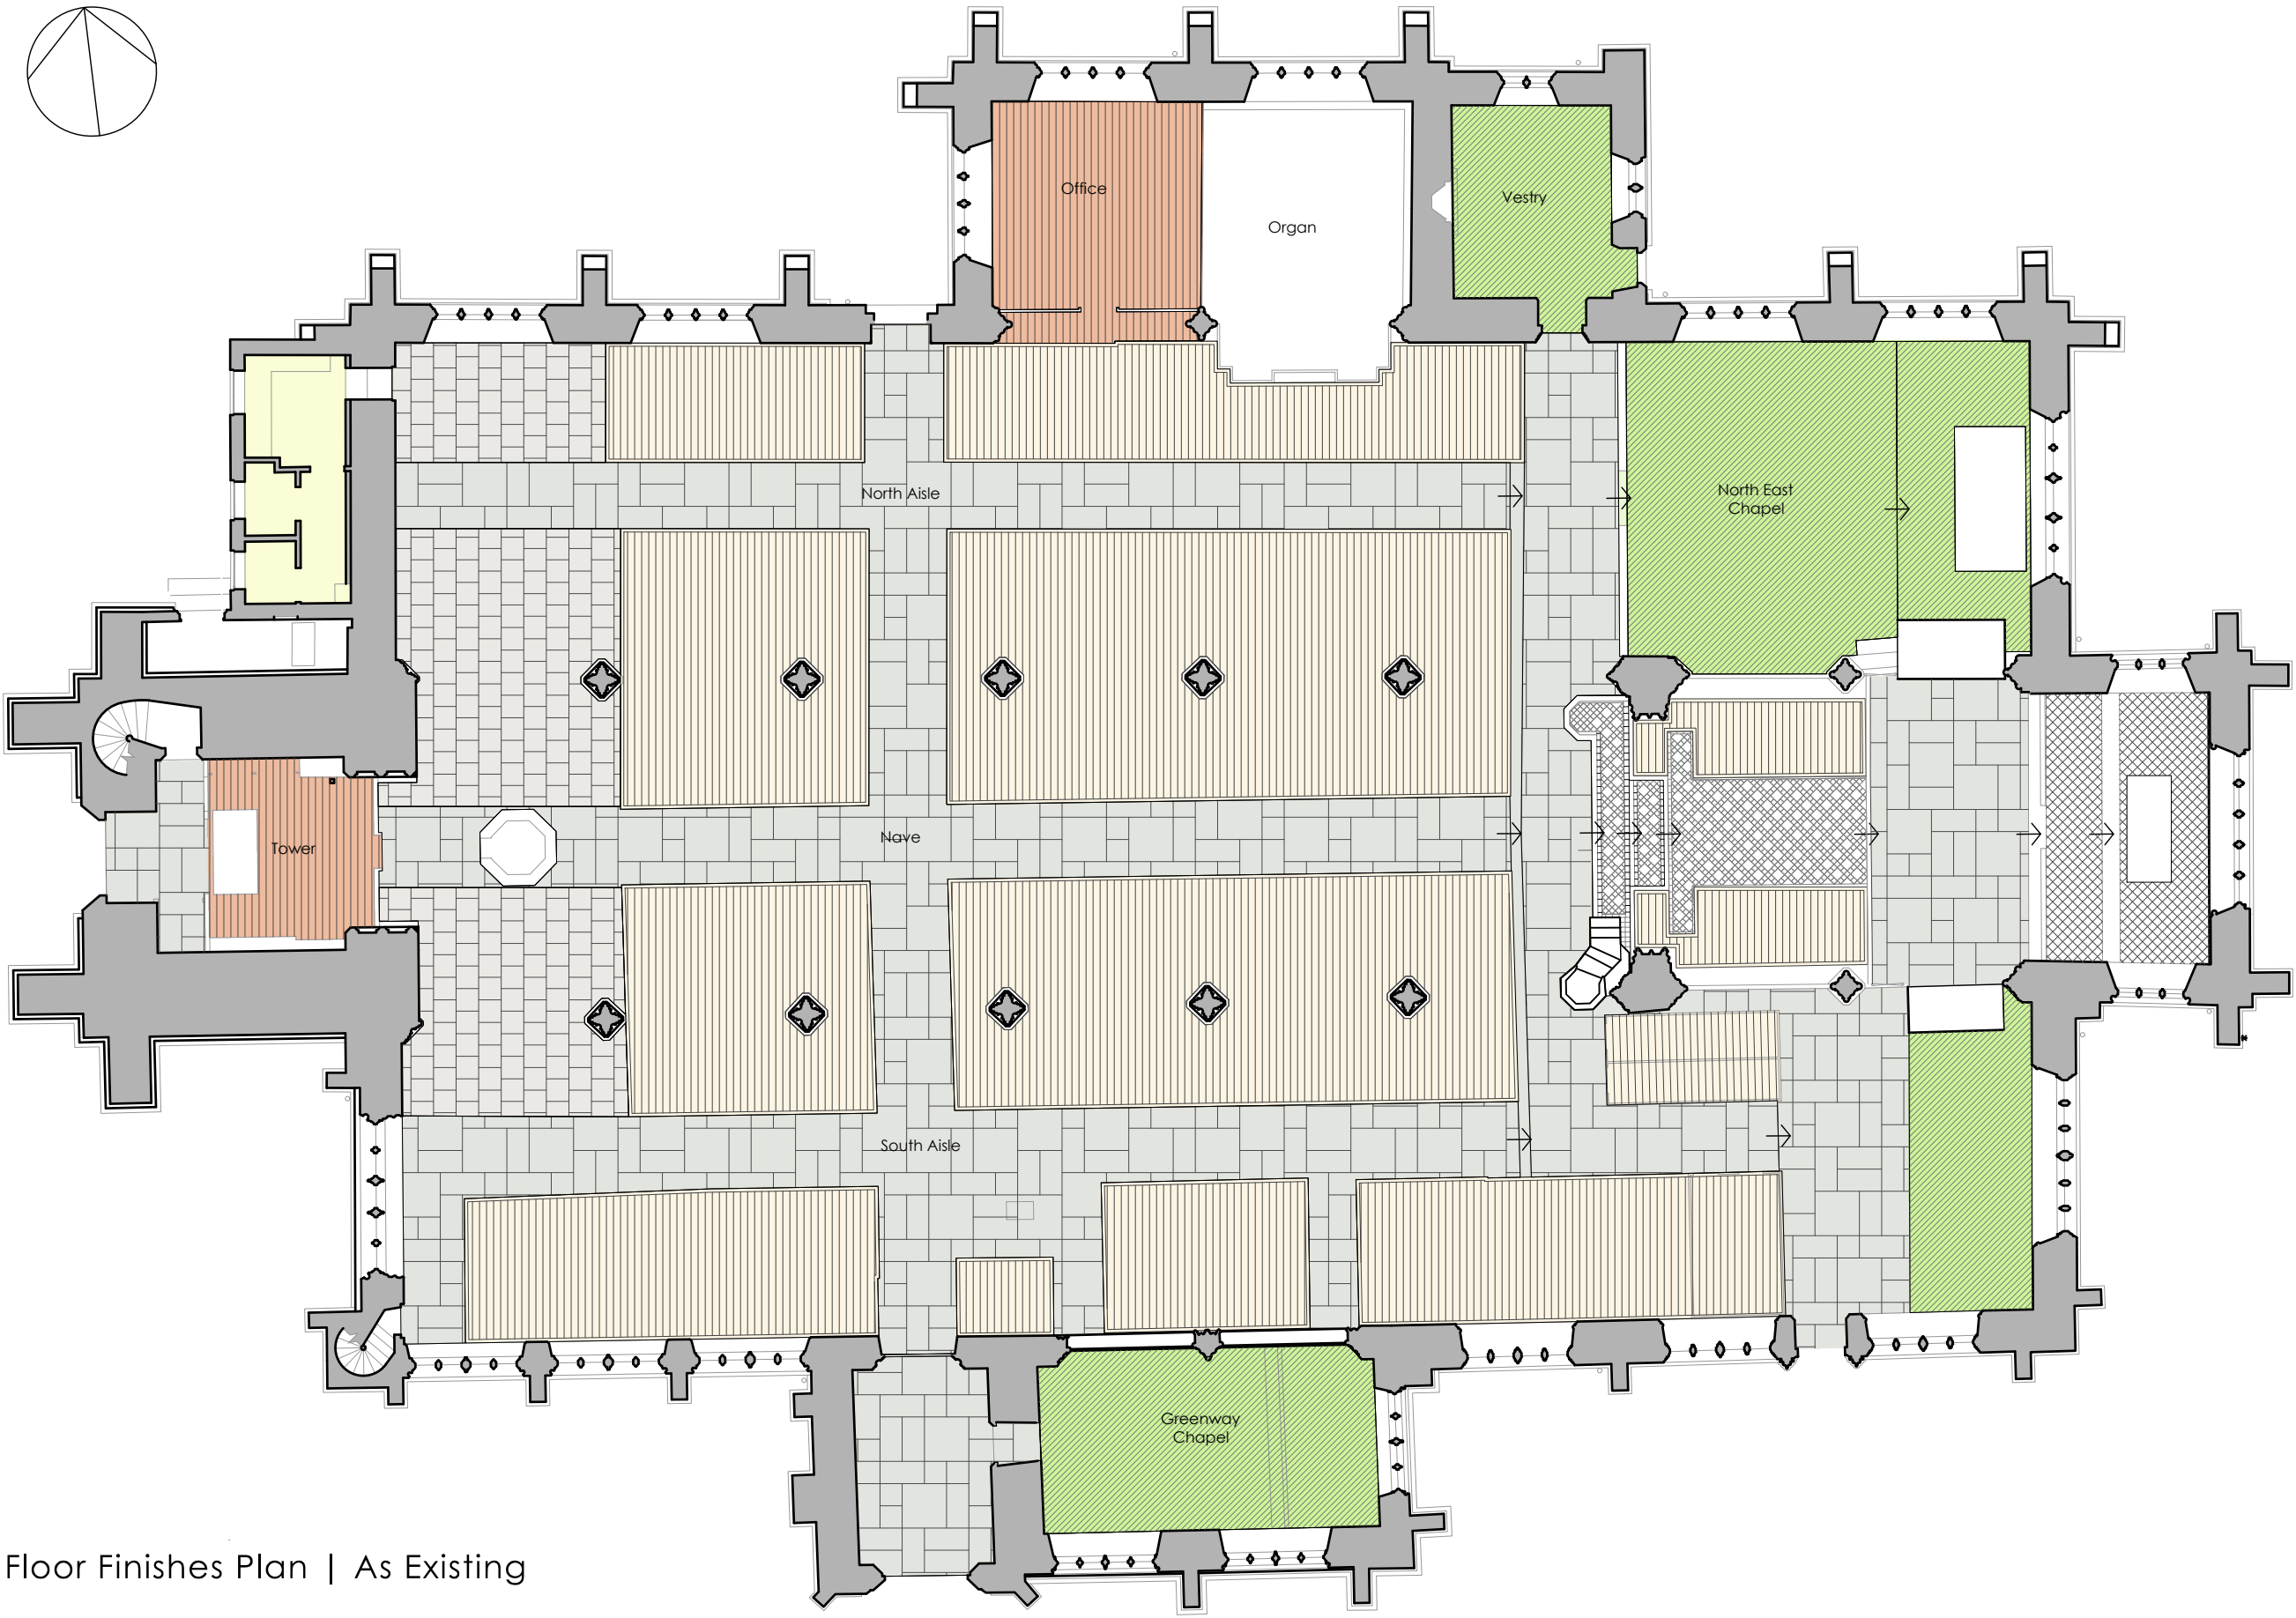 Office
Organ
Vestry
North Aisle
North East
Chapel
Nave
Tower
South Aisle
Greenway
Chapel
Floor Finishes Plan | As Existing